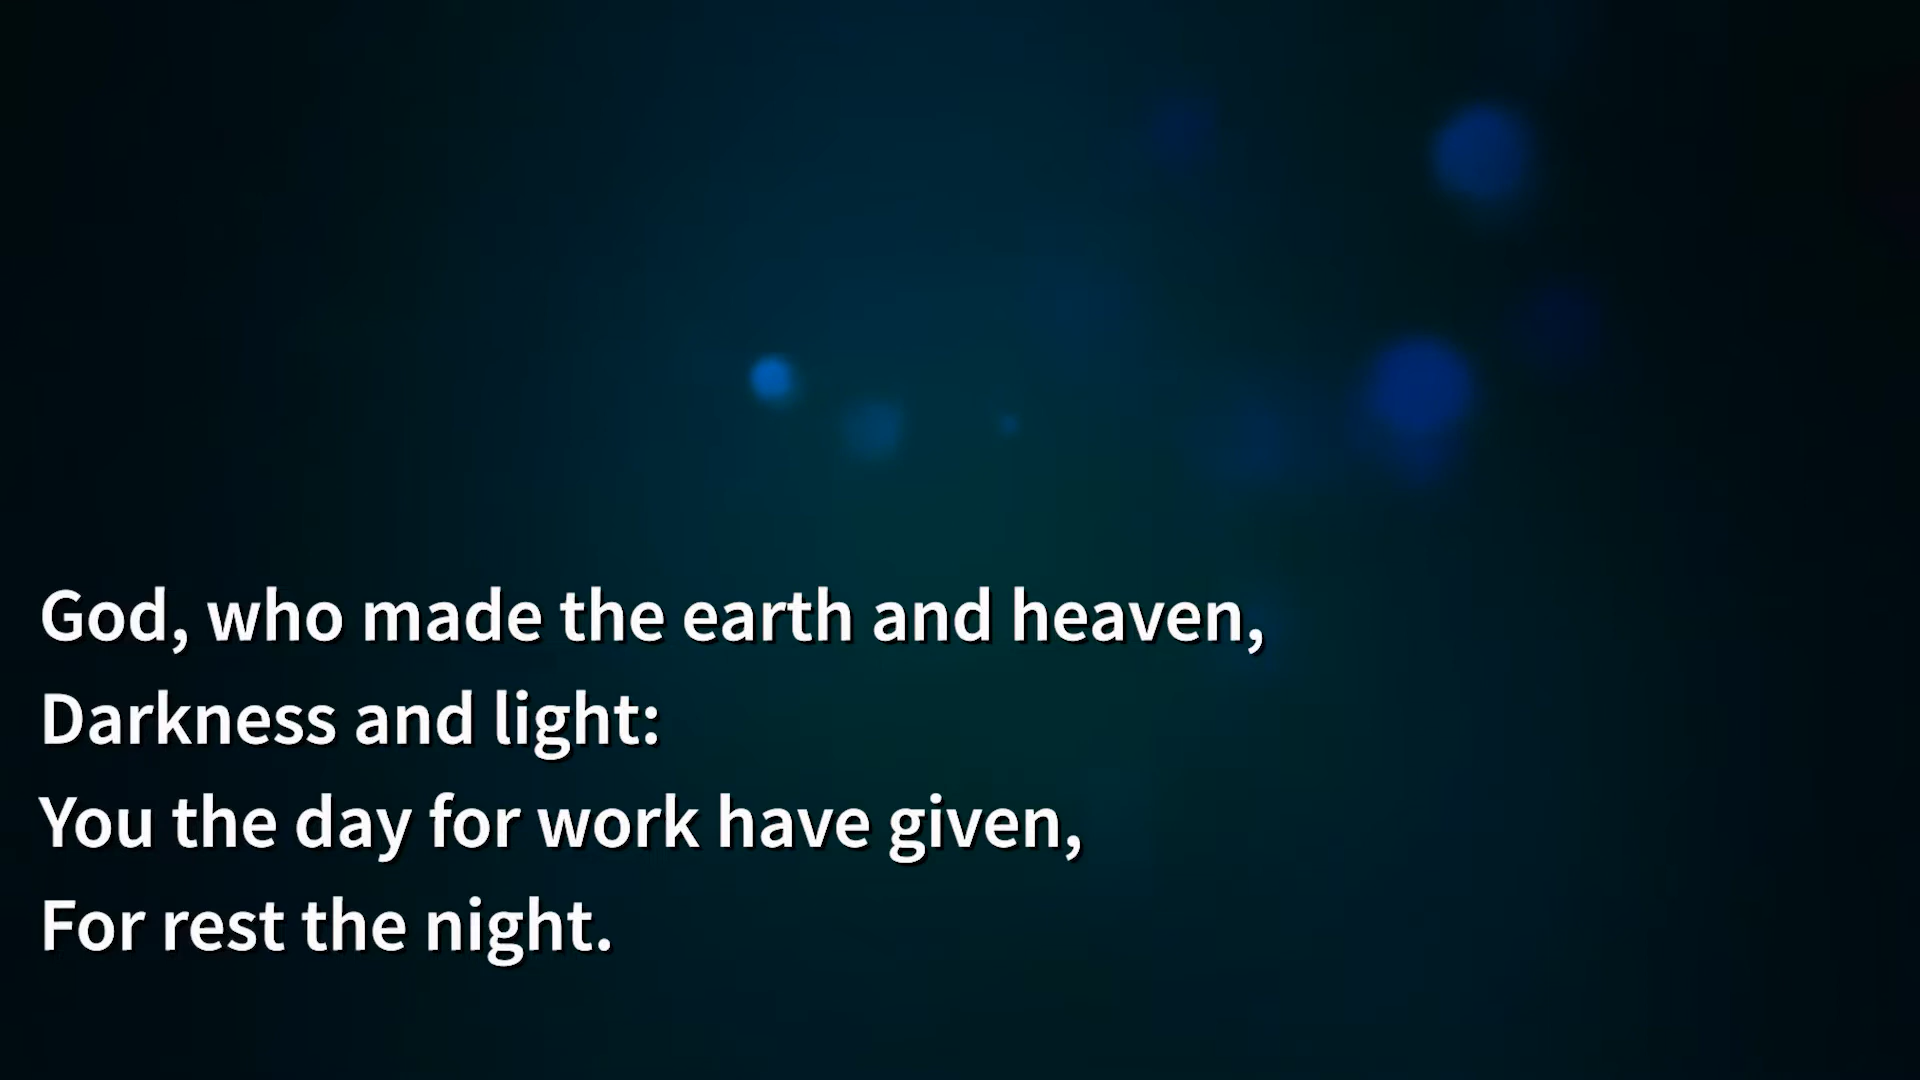 God, who made the earth and heaven,
Darkness and light:
You the day for work have given,
For rest the night.